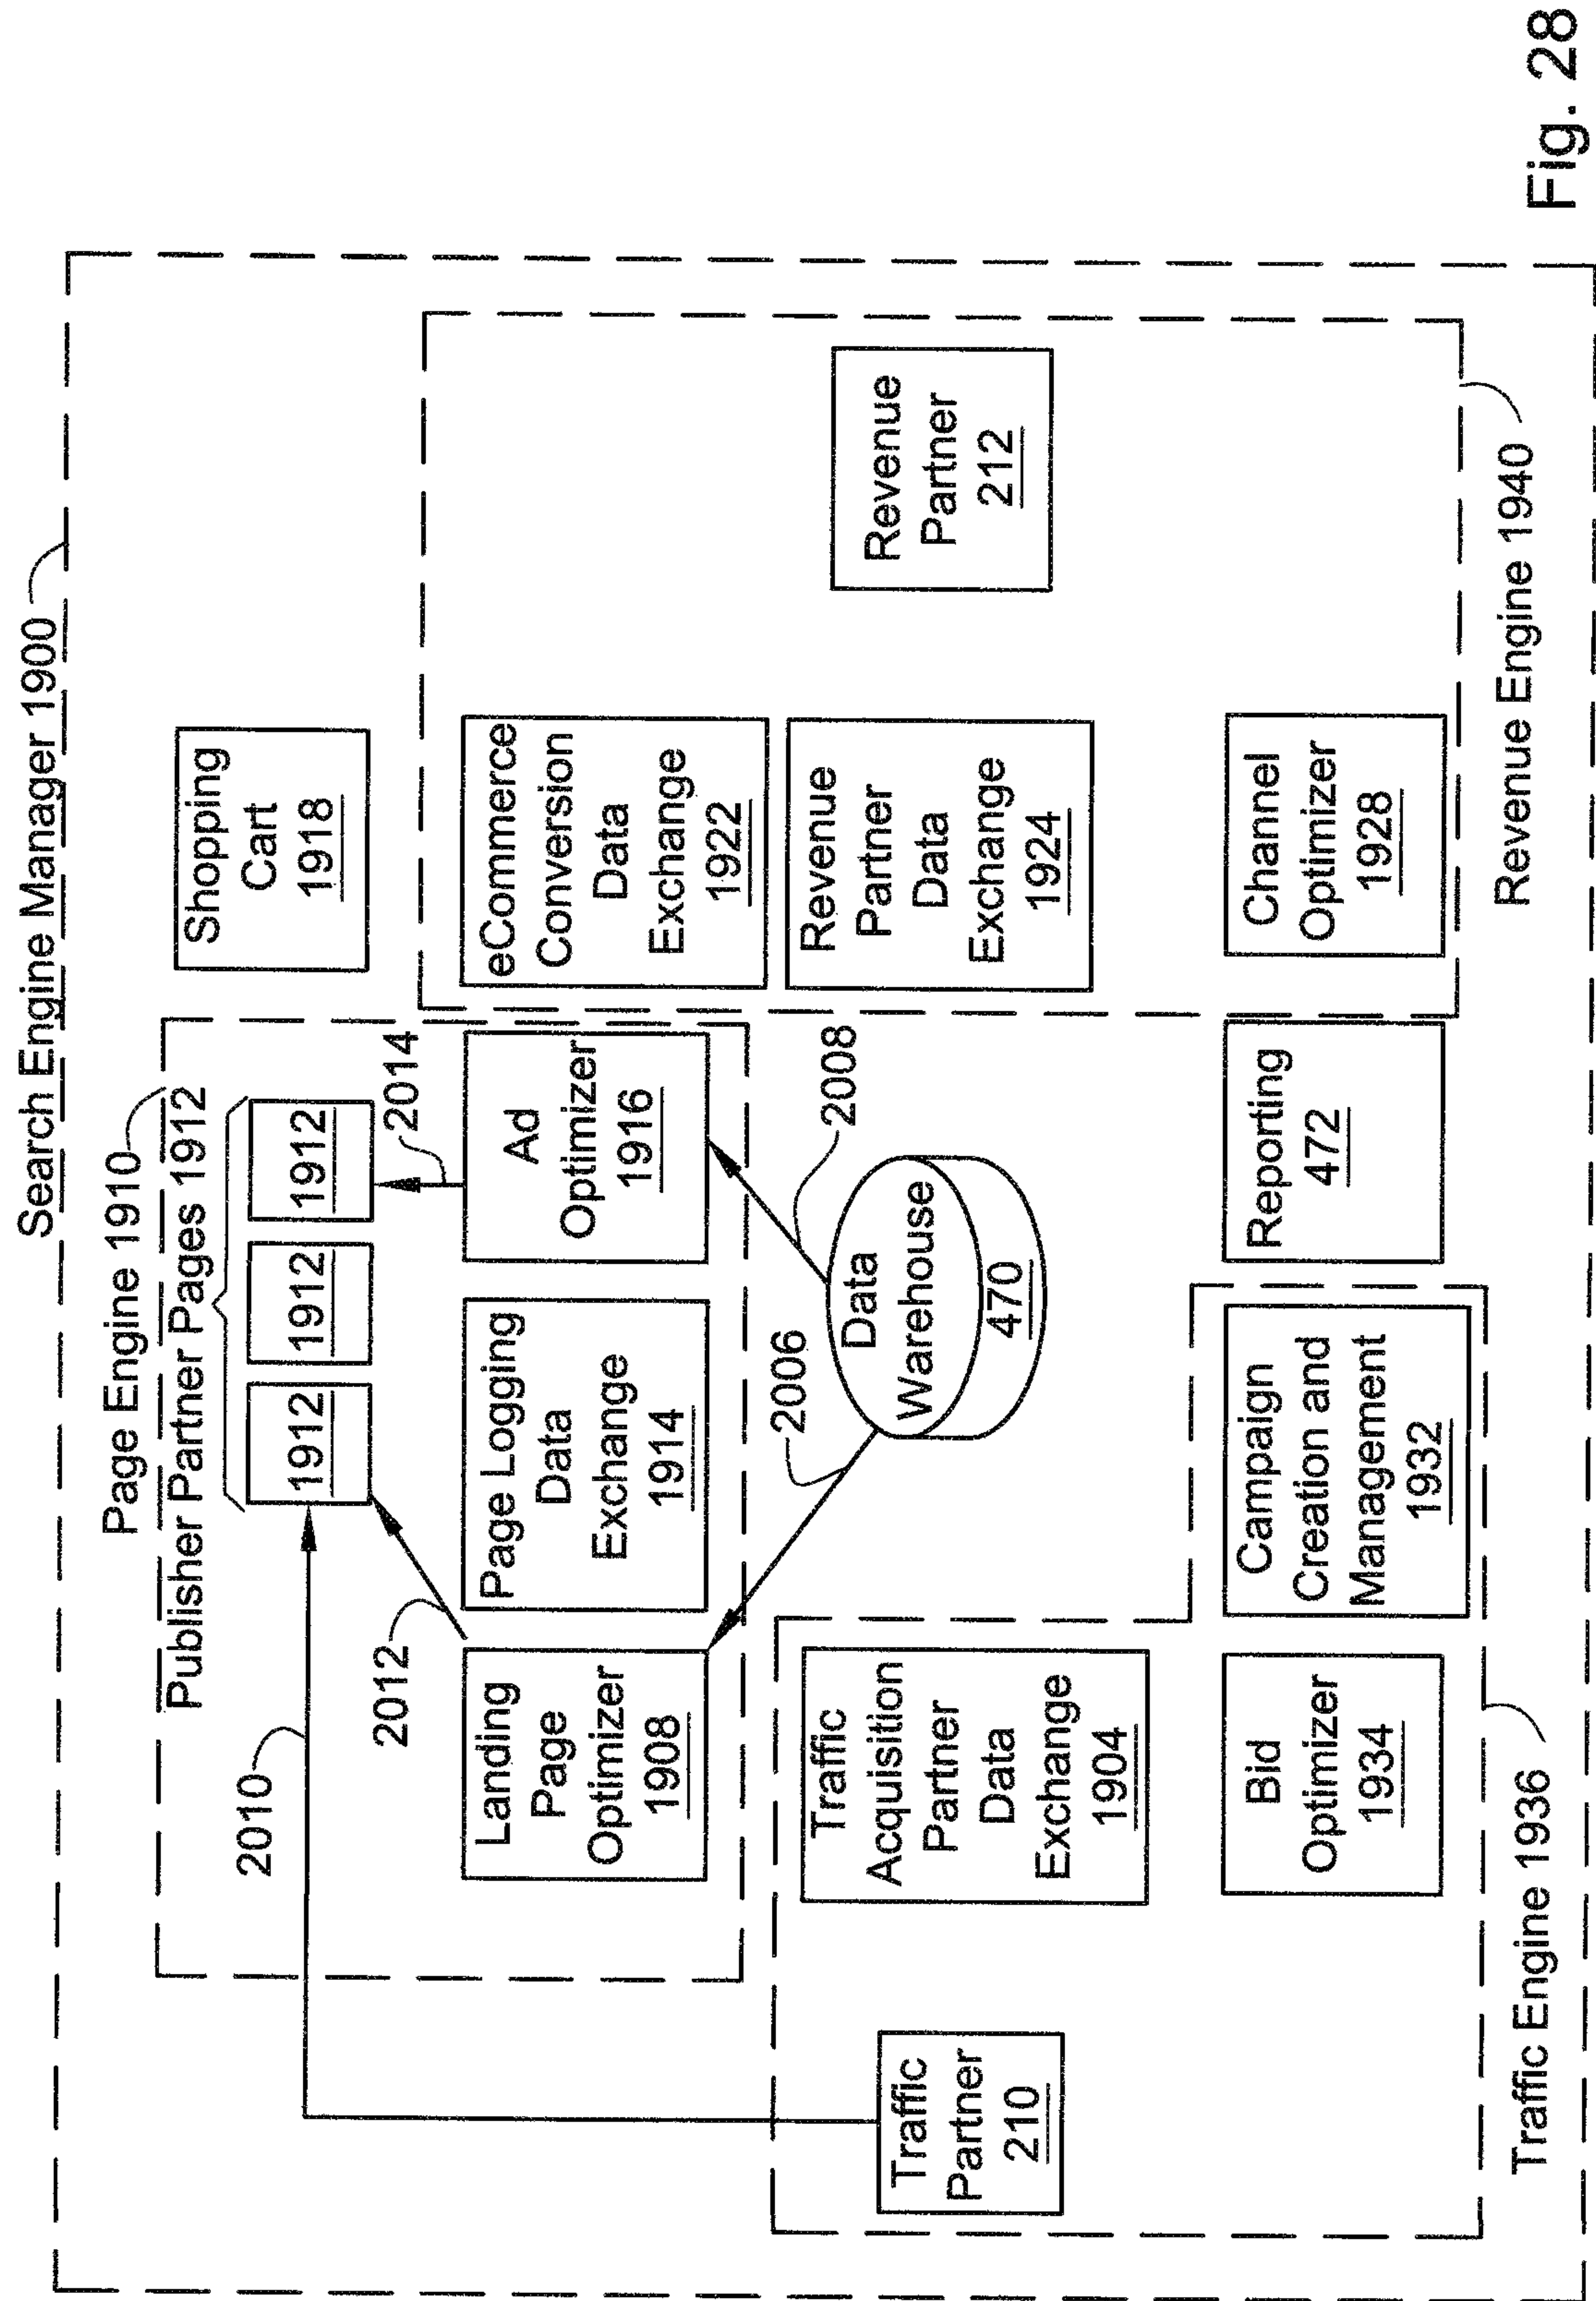 Search Engine Manager 1900
Page Engine 1910
Publisher Partner Pages 1912
1912
1912
1912
2010
2012
2014
Shopping
Cart
1918
Landing
Page
Optimizer
1908
Page Logging
Data
Exchange
1914
Ad
Optimizer
1916
eCommerce
Conversion
Data
Exchange
1922
2006
2008
Traffic
Partner
210
Traffic
Acquisition
Partner
Data
Exchange
1904
Data
Warehouse
470
Revenue
Partner
Data
Exchange
1924
Revenue
Partner
212
Bid
Optimizer
1934
Campaign
Creation and
Management
1932
Reporting
472
Channel
Optimizer
1928
Traffic Engine 1936
Revenue Engine 1940
Fig. 28